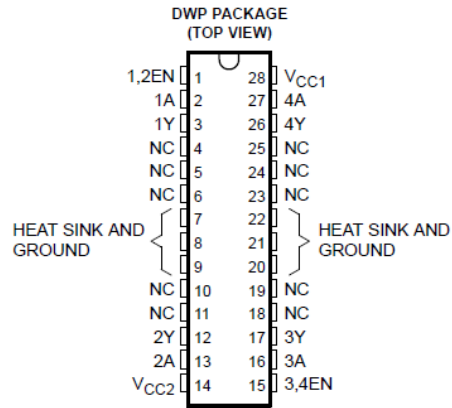 DWP PACKAGE
(TOP VIEW)
1,2EN 1 28 VCC1
1A 2 27 4A
1Y 3 26 4Y
NC 4 25 NC
NC 5 24 NC
NC 6 23 NC
7 22
HEAT SINK AND GROUND 8 21 HEAT SINK AND GROUND
9 20
NC 10 19 NC
NC 11 18 NC
2Y 12 17 3Y
2A 13 16 3A
VCC2 14 15 3,4EN